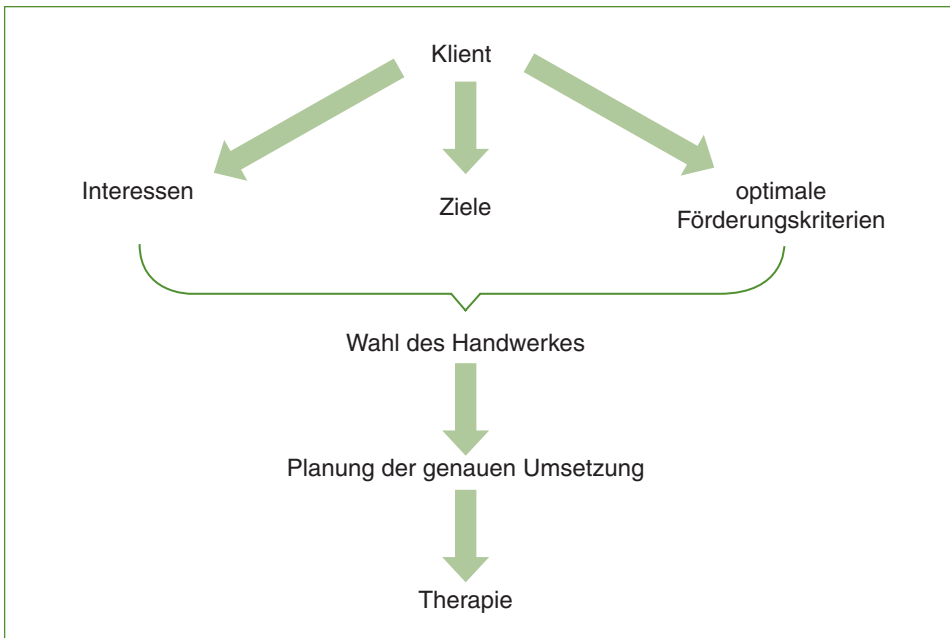 Klient
Interessen
Ziele
optimale
Förderungskriterien
Wahl des Handwerkes
Planung der genauen Umsetzung
Therapie